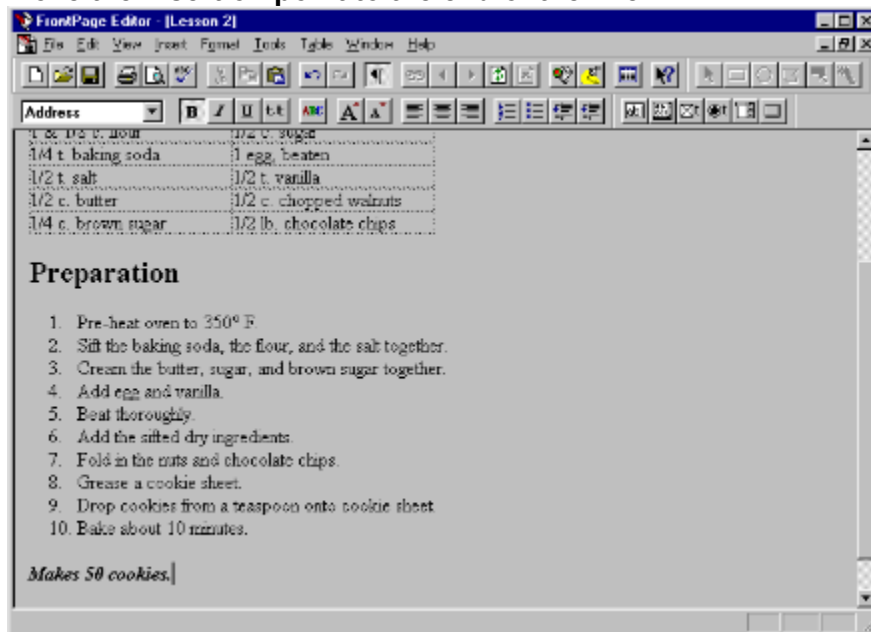 FrontPage Editor - [Lesson 2]
File Edit View Insert Format Tools Table Window Help
Address
flour 1/2 c. sugar
1/4 t. baking soda 1 egg, beaten
1/2 t. salt 1/2 t. vanilla
1/2 c. butter 1/2 c. chopped walnuts
1/4 c. brown sugar 1/2 lb. chocolate chips
Preparation
1. Pre-heat oven to 350° F.
2. Sift the baking soda, the flour, and the salt together.
3. Cream the butter, sugar, and brown sugar together.
4. Add egg and vanilla.
5. Beat thoroughly.
6. Add the sifted dry ingredients.
7. Fold in the nuts and chocolate chips.
8. Grease a cookie sheet.
9. Drop cookies from a teaspoon onto cookie sheet
10. Bake about 10 minutes.
Makes 50 cookies.